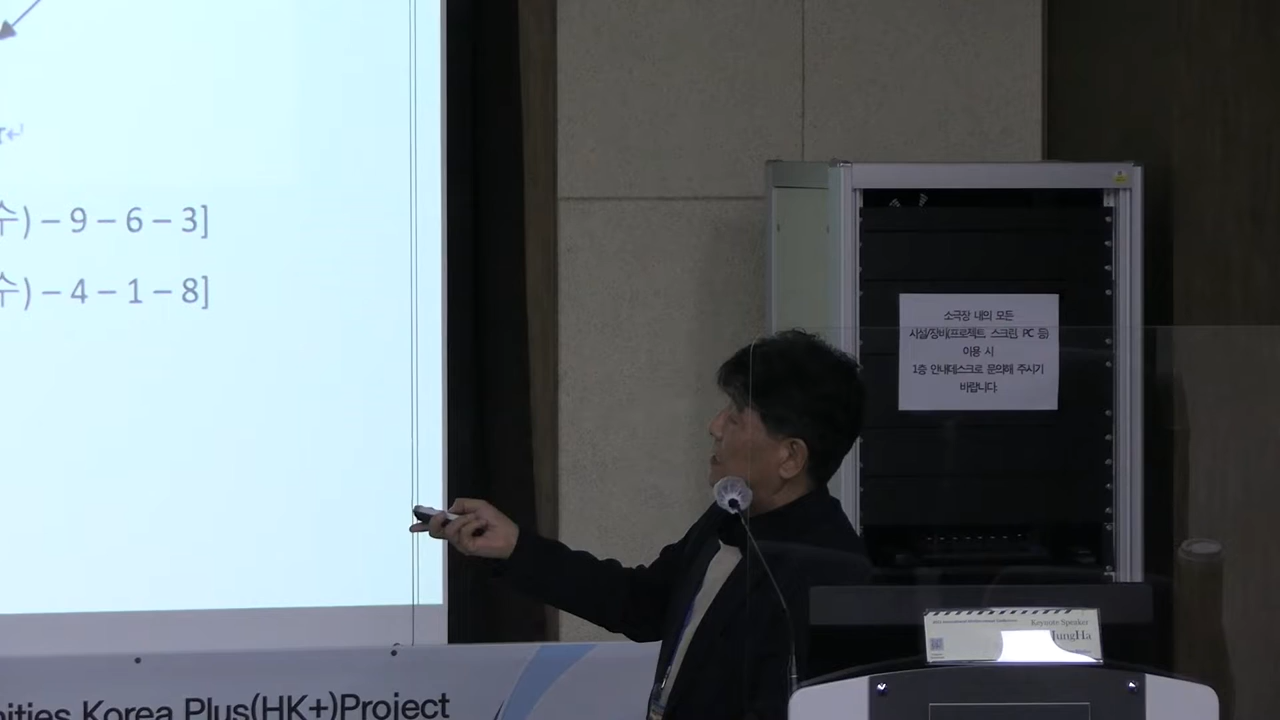 수) – 9 – 6 – 3]
수) – 4 – 1 – 8]
소극장 내의 모든
시설/장비(프로젝트, 스크린, PC 등)
이용 시
1층 안내데스크로 문의해 주시기
바랍니다.
Keynote Speaker
JungHa
Korea Plus(HK+)Project